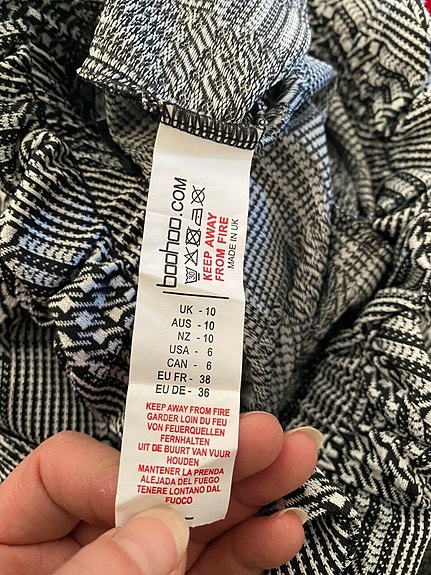 boohoo.COM
30
KEEP AWAY
FROM FIRE
MADE IN UK
UK - 10
AUS - 10
NZ - 10
USA - 6
CAN - 6
EU FR - 38
EU DE - 36
KEEP AWAY FROM FIRE
GARDER LOIN DU FEU
VON FEUERQUELLEN
FERNHALTEN
UIT DE BUURT VAN VUUR
HOUDEN
MANTENER LA PRENDA
ALEJADA DEL FUEGO
TENERE LONTANO DAL
FUOCO